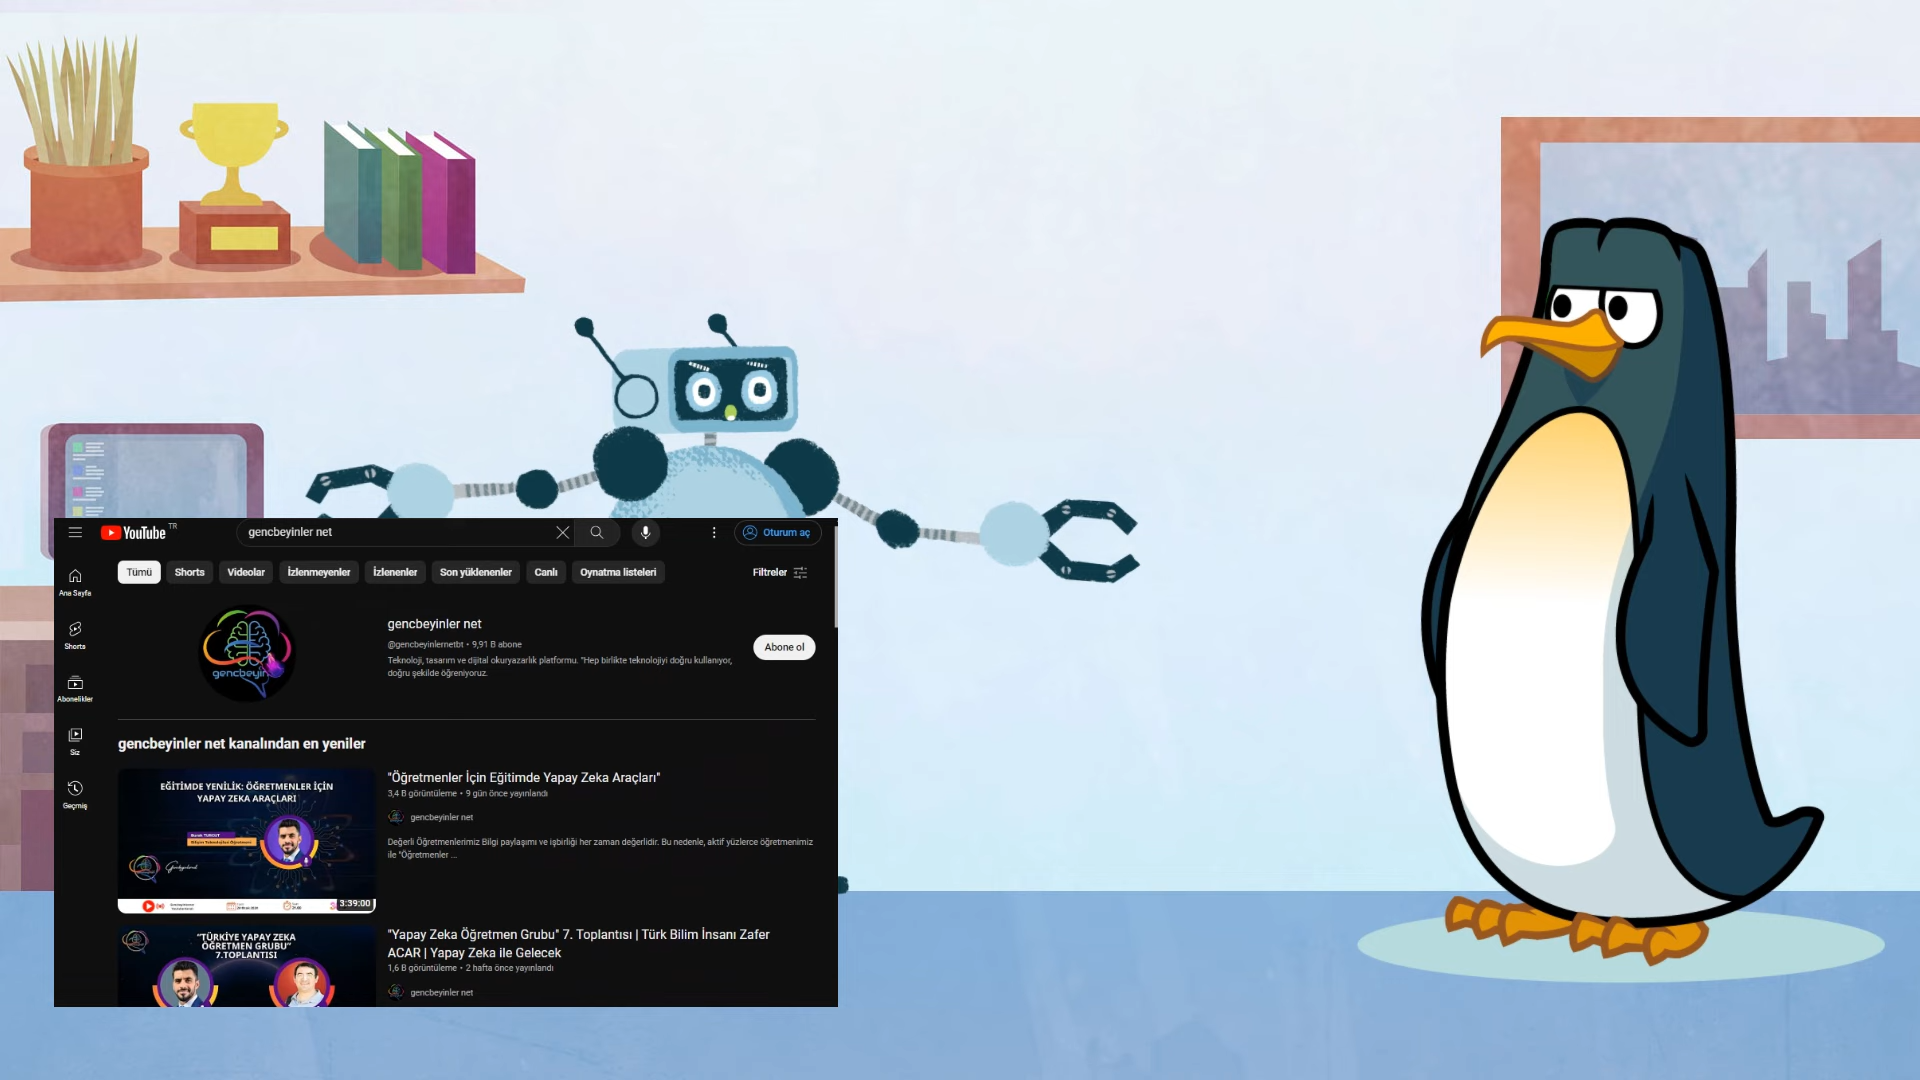 YouTube TR
gencbeyinler net
Oturum aç
Tümü
Shorts
Videolar
İzlenmeyenler
İzlenenler
Son yüklenenler
Canlı
Oynatma listeleri
Filtreler
Ana Sayfa
Shorts
Abonelikler
Siz
Geçmiş
gencbeyin
gencbeyinler net
@gencbeyinlernetbt • 9,91 B abone
Teknoloji, tasarım ve dijital okuryazarlık platformu. "Hep birlikte teknolojiyi doğru kullanıyor,
doğru şekilde öğreniyoruz.
Abone ol
gencbeyinler net kanalından en yeniler
EĞİTİMDE YENİLİK: ÖĞRETMENLER İÇİN
YAPAY ZEKA ARAÇLARI
3:39:00
"Öğretmenler İçin Eğitimde Yapay Zeka Araçları"
3,4 B görüntüleme • 9 gün önce yayınlandı
gencbeyinler net
Değerli Öğretmenlerimiz Bilgi paylaşımı ve işbirliği her zaman değerlidir. Bu nedenle, aktif yüzlerce öğretmenimiz
ile "Öğretmenler ...
"TÜRKİYE YAPAY ZEKA
ÖĞRETMEN GRUBU"
7.TOPLANTISI
"Yapay Zeka Öğretmen Grubu" 7. Toplantısı | Türk Bilim İnsanı Zafer
ACAR | Yapay Zeka ile Gelecek
1,6 B görüntüleme • 2 hafta önce yayınlandı
gencbeyinler net